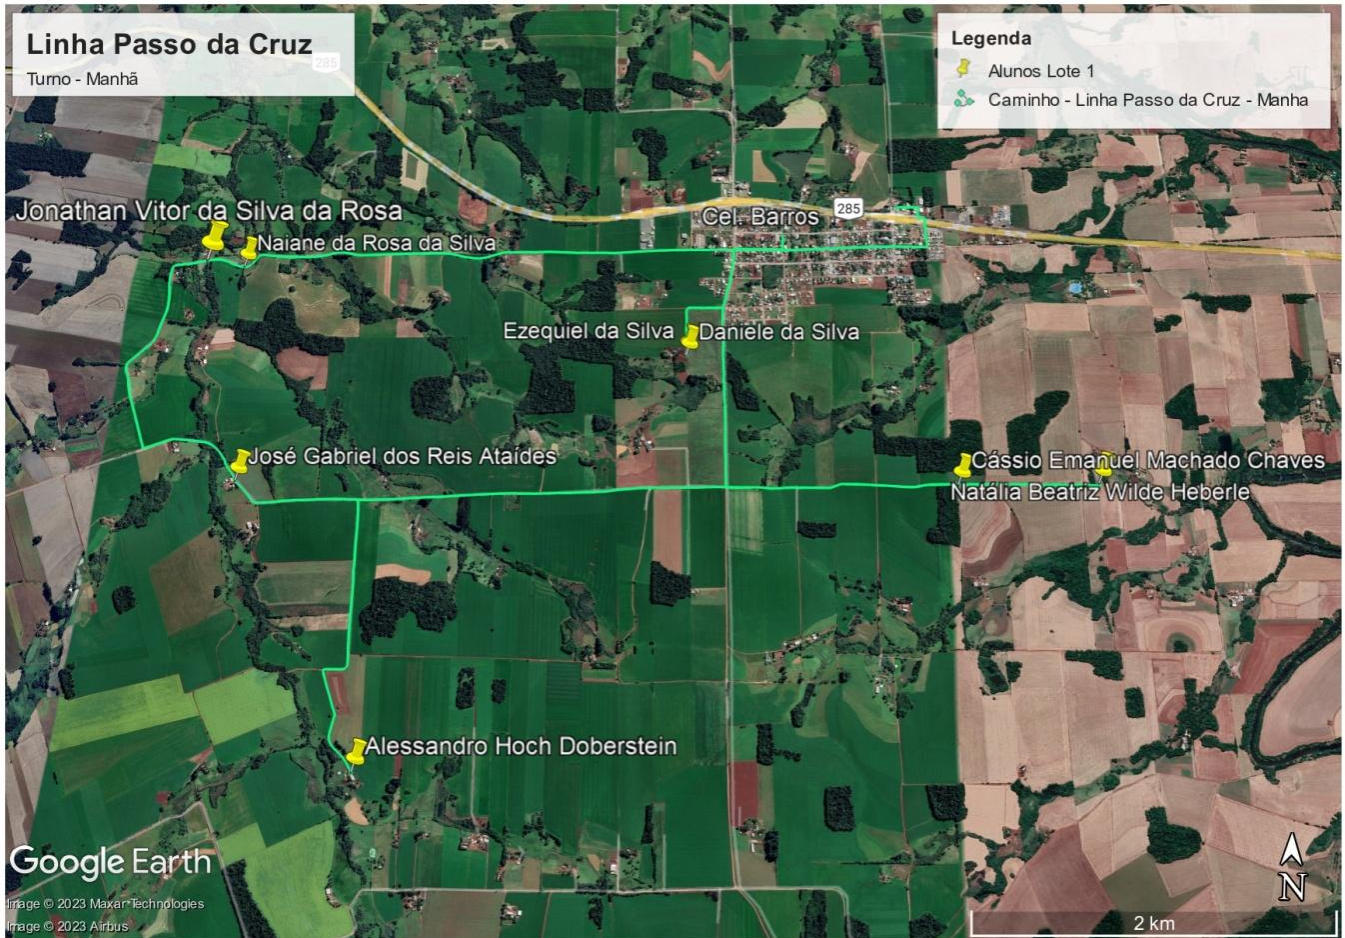 Linha Passo da Cruz
Turno - Manhã
285
Legenda
Alunos Lote 1
Caminho - Linha Passo da Cruz - Manha
Jonathan Vitor da Silva da Rosa
Cel. Barros
285
Naiane da Rosa da Silva
Ezequiel da Silva
Daniele da Silva
José Gabriel dos Reis Ataídes
Cássio Emanuel Machado Chaves
Natália Beatriz Wilde Heberle
Alessandro Hoch Doberstein
Google Earth
Image © 2023 Maxar Technologies
Image © 2023 Airbus
N
2 km